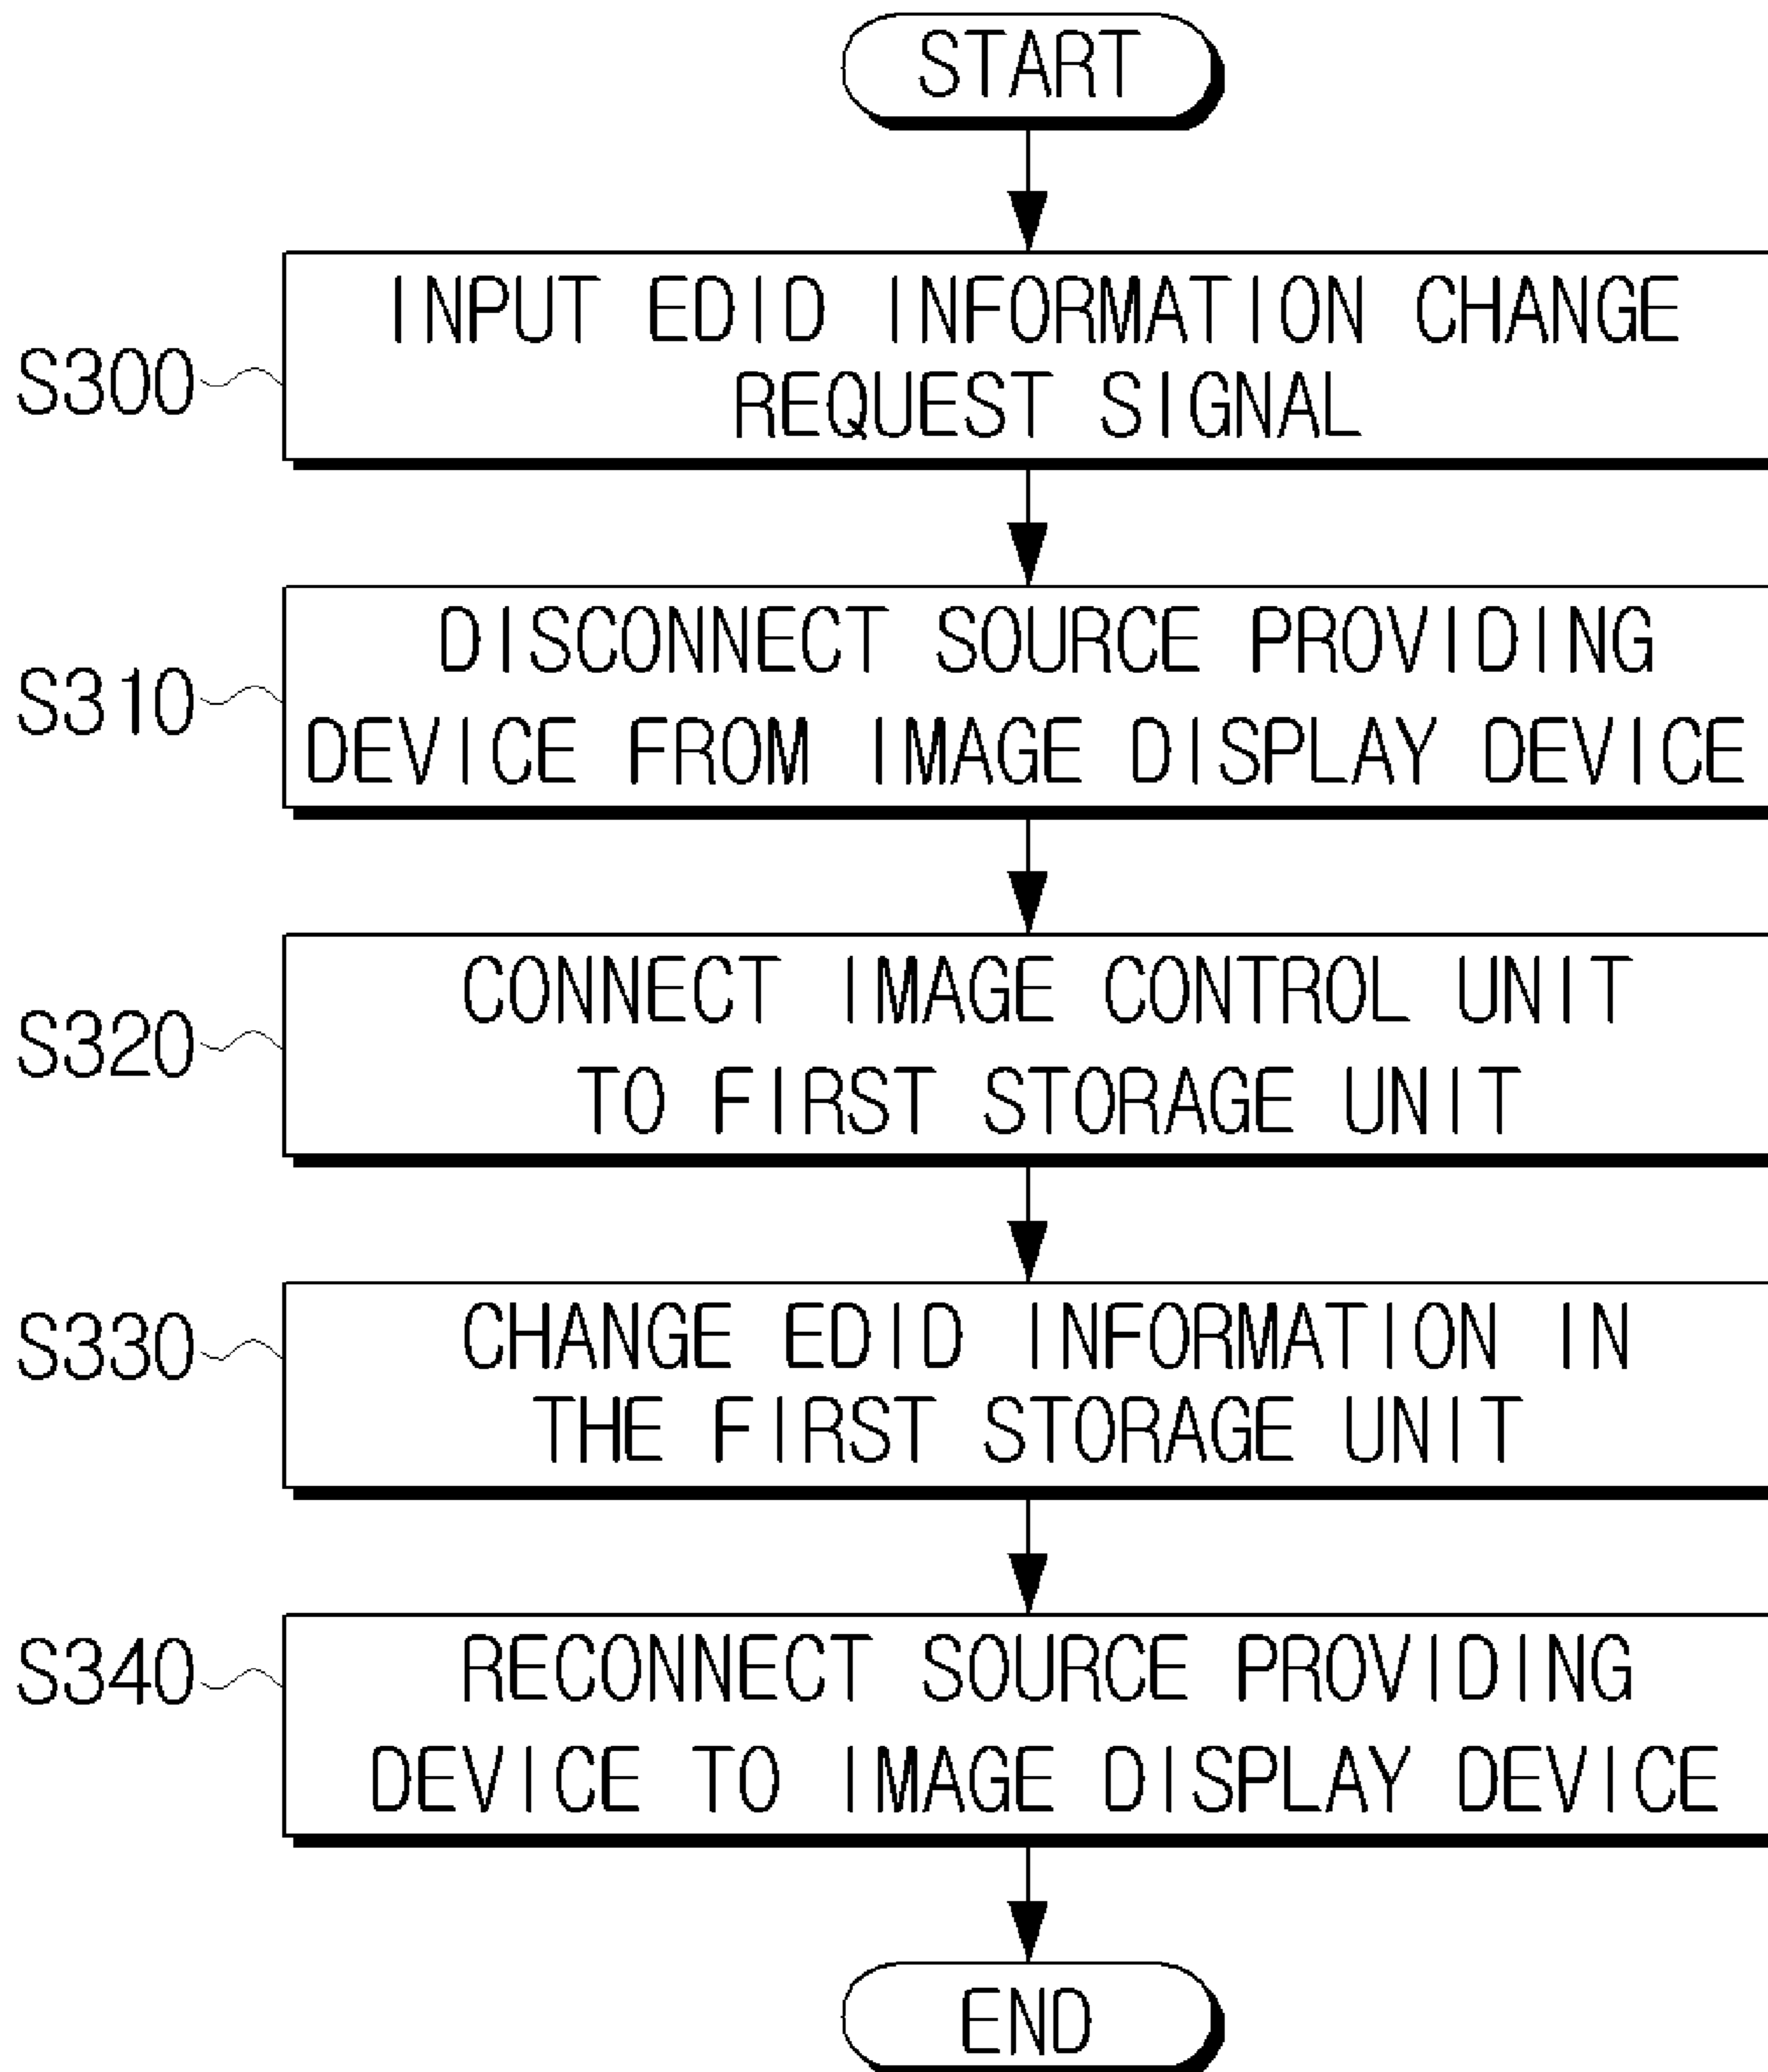 START
INPUT EDID INFORMATION CHANGE
REQUEST SIGNAL
S300
DISCONNECT SOURCE PROVIDING
DEVICE FROM IMAGE DISPLAY DEVICE
S310
CONNECT IMAGE CONTROL UNIT
TO FIRST STORAGE UNIT
S320
CHANGE EDID INFORMATION IN
THE FIRST STORAGE UNIT
S330
RECONNECT SOURCE PROVIDING
DEVICE TO IMAGE DISPLAY DEVICE
S340
END